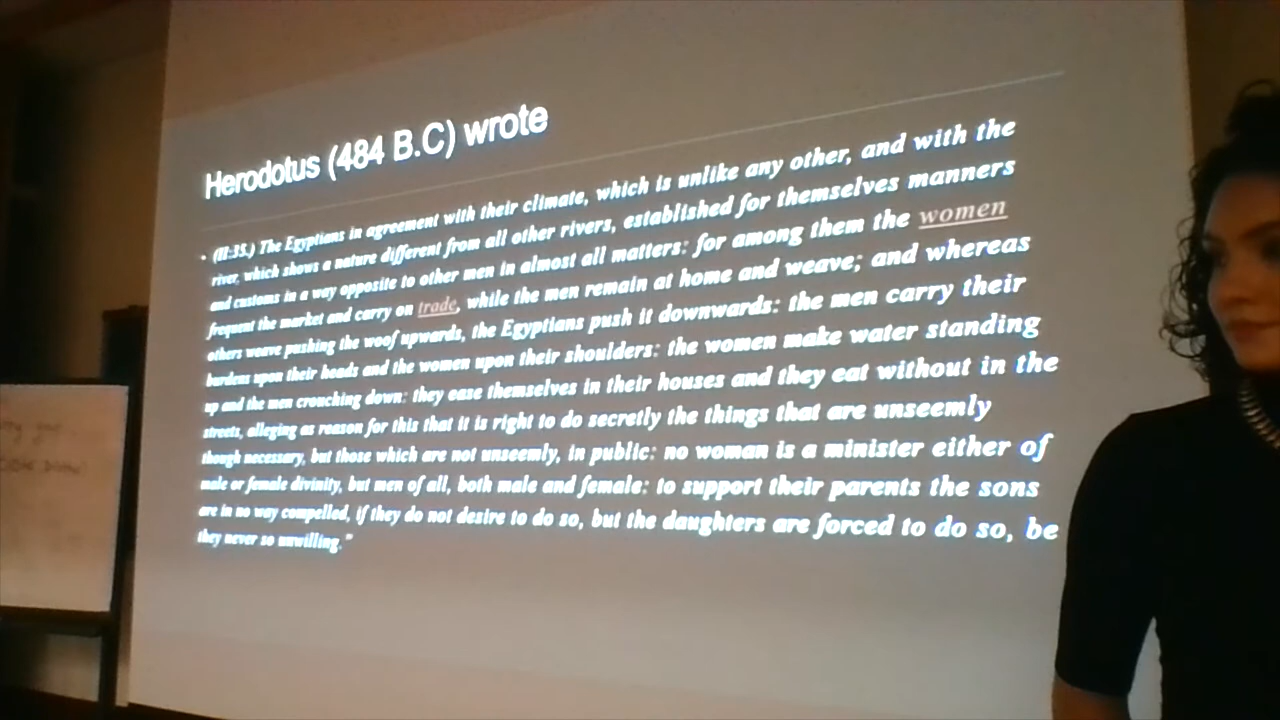 Herodotus (484 B.C) wrote
• (II:35.) The Egyptians in agreement with their climate, which is unlike any other, and with the
river, which shows a nature different from all other rivers, established for themselves manners
and customs in a way opposite to other men in almost all matters: for among them the women
frequent the market and carry on trade, while the men remain at home and weave; and whereas
others weave pushing the woof upwards, the Egyptians push it downwards: the men carry their
burdens upon their heads and the women upon their shoulders: the women make water standing
up and the men crouching down: they ease themselves in their houses and they eat without in the
streets, alleging as reason for this that it is right to do secretly the things that are unseemly
though necessary, but those which are not unseemly, in public: no woman is a minister either of
male or female divinity, but men of all, both male and female: to support their parents the sons
are in no way compelled, if they do not desire to do so, but the daughters are forced to do so, be
they never so unwilling."